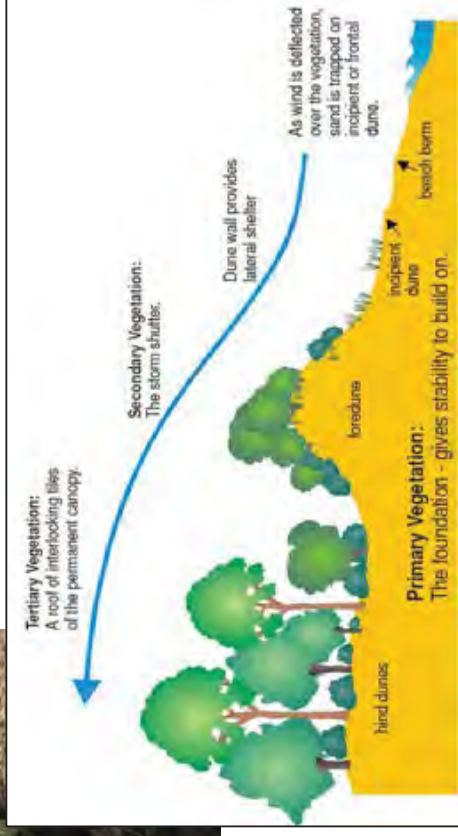 Tertiary Vegetation:
A roof of interlocking tiles
of the permanent canopy.
Secondary Vegetation:
The storm shutter.
Dune wall provides
lateral shelter
As wind is deflected
over the vegetation,
sand is trapped on
incipient or frontal
dune.
hind dunes
foredune
incipient
dune
beach berm
Primary Vegetation:
The foundation - gives stability to build on.